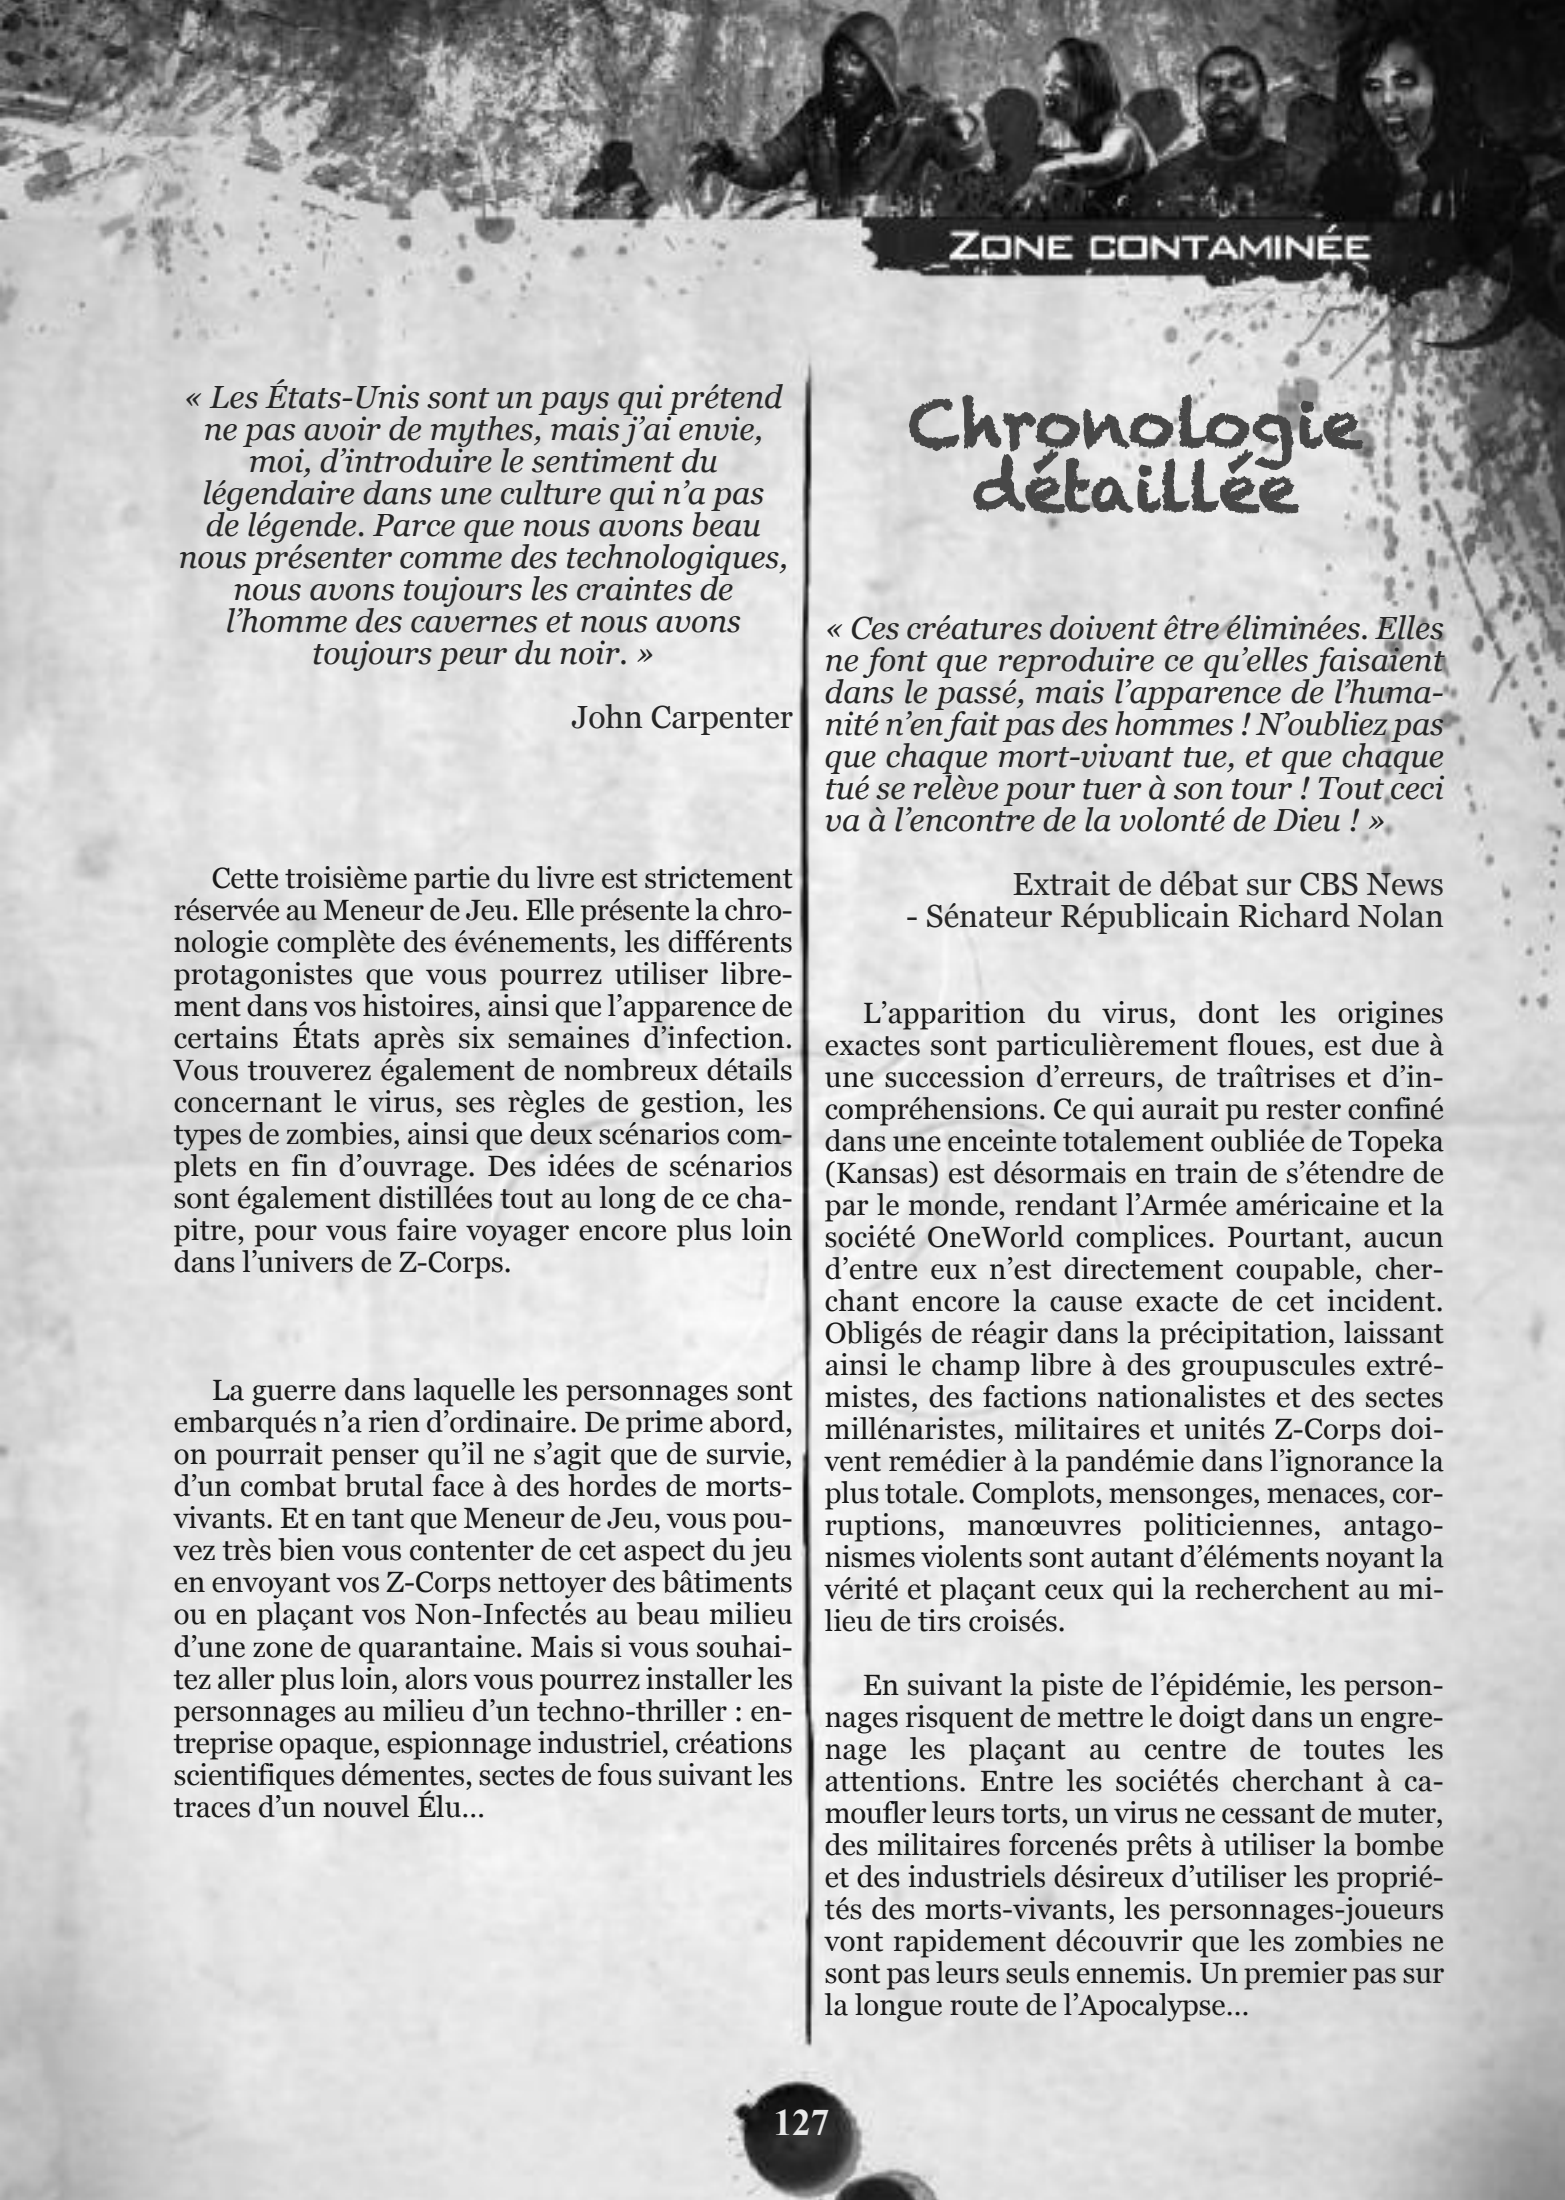 ZONE CONTAMINÉE
« Les États-Unis sont un pays qui prétend
ne pas avoir de mythes, mais j'ai envie,
moi, d'introduire le sentiment du
légendaire dans une culture qui n'a pas
de légende. Parce que nous avons beau
nous présenter comme des technologiques,
nous avons toujours les craintes de
l'homme des cavernes et nous avons
toujours peur du noir. »
John Carpenter
Cette troisième partie du livre est strictement
réservée au Meneur de Jeu. Elle présente la chro-
nologie complète des événements, les différents
protagonistes que vous pourrez utiliser libre-
ment dans vos histoires, ainsi que l'apparence de
certains États après six semaines d'infection.
Vous trouverez également de nombreux détails
concernant le virus, ses règles de gestion, les
types de zombies, ainsi que deux scénarios com-
plets en fin d'ouvrage. Des idées de scénarios
sont également distillées tout au long de ce cha-
pitre, pour vous faire voyager encore plus loin
dans l'univers de Z-Corps.
La guerre dans laquelle les personnages sont
embarqués n'a rien d'ordinaire. De prime abord,
on pourrait penser qu'il ne s'agit que de survie,
d'un combat brutal face à des hordes de morts-
vivants. Et en tant que Meneur de Jeu, vous pou-
vez très bien vous contenter de cet aspect du jeu
en envoyant vos Z-Corps nettoyer des bâtiments
ou en plaçant vos Non-Infectés au beau milieu
d'une zone de quarantaine. Mais si vous souhai-
tez aller plus loin, alors vous pourrez installer les
personnages au milieu d'un techno-thriller : en-
treprise opaque, espionnage industriel, créations
scientifiques démentes, sectes de fous suivant les
traces d'un nouvel Élu...
Chronologie
détaillée
« Ces créatures doivent être éliminées. Elles
ne font que reproduire ce qu'elles faisaient
dans le passé, mais l'apparence de l'huma-
nité n'en fait pas des hommes ! N'oubliez pas
que chaque mort-vivant tue, et que chaque
tué se relève pour tuer à son tour ! Tout ceci
va à l'encontre de la volonté de Dieu ! »
Extrait de débat sur CBS News
- Sénateur Républicain Richard Nolan
L'apparition du virus, dont les origines
exactes sont particulièrement floues, est due à
une succession d'erreurs, de traîtrises et d'in-
compréhensions. Ce qui aurait pu rester confiné
dans une enceinte totalement oubliée de Topeka
(Kansas) est désormais en train de s'étendre de
par le monde, rendant l'Armée américaine et la
société OneWorld complices. Pourtant, aucun
d'entre eux n'est directement coupable, cher-
chant encore la cause exacte de cet incident.
Obligés de réagir dans la précipitation, laissant
ainsi le champ libre à des groupuscules extré-
mistes, des factions nationalistes et des sectes
millénaristes, militaires et unités Z-Corps doi-
vent remédier à la pandémie dans l'ignorance la
plus totale. Complots, mensonges, menaces, cor-
ruptions, manœuvres politiciennes, antago-
nismes violents sont autant d'éléments noyant la
vérité et plaçant ceux qui la recherchent au mi-
lieu de tirs croisés.
En suivant la piste de l'épidémie, les person-
nages risquent de mettre le doigt dans un engre-
nage les plaçant au centre de toutes les
attentions. Entre les sociétés cherchant à ca-
moufler leurs torts, un virus ne cessant de muter,
des militaires forcenés prêts à utiliser la bombe
et des industriels désireux d'utiliser les proprié-
tés des morts-vivants, les personnages-joueurs
vont rapidement découvrir que les zombies ne
sont pas leurs seuls ennemis. Un premier pas sur
la longue route de l'Apocalypse...
127